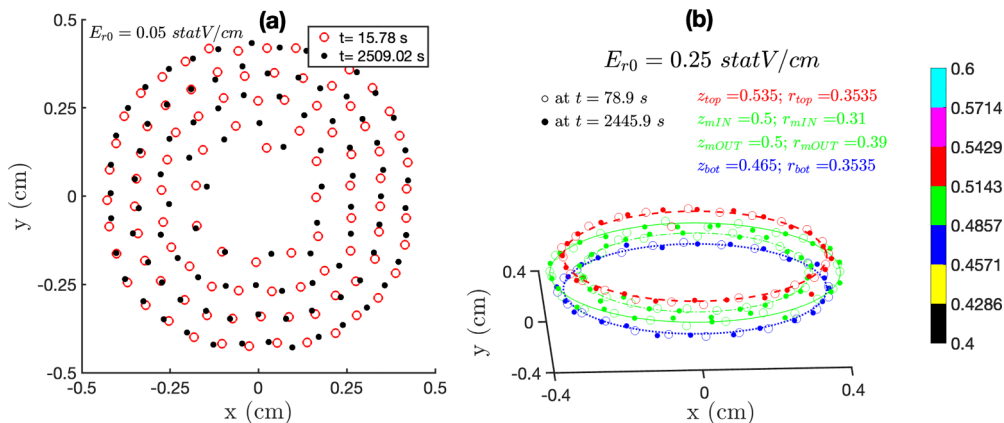 (a)
E_{r0} = 0.05 statV/cm
t= 15.78 s
t= 2509.02 s
0.5
0.25
0
-0.25
-0.5
y (cm)
-0.5
-0.25
0
0.25
0.5
x (cm)
(b)
E_{r0} = 0.25 statV/cm
at t = 78.9 s
at t = 2445.9 s
z_{top} =0.535; r_{top} =0.3535
z_{mIN} =0.5; r_{mIN} =0.31
z_{mOUT} =0.5; r_{mOUT} =0.39
z_{bot} =0.465; r_{bot} =0.3535
0.4
0
-0.4
y (cm)
-0.4
0
0.4
x (cm)
0.6
0.5714
0.5429
0.5143
0.4857
0.4571
0.4286
0.4